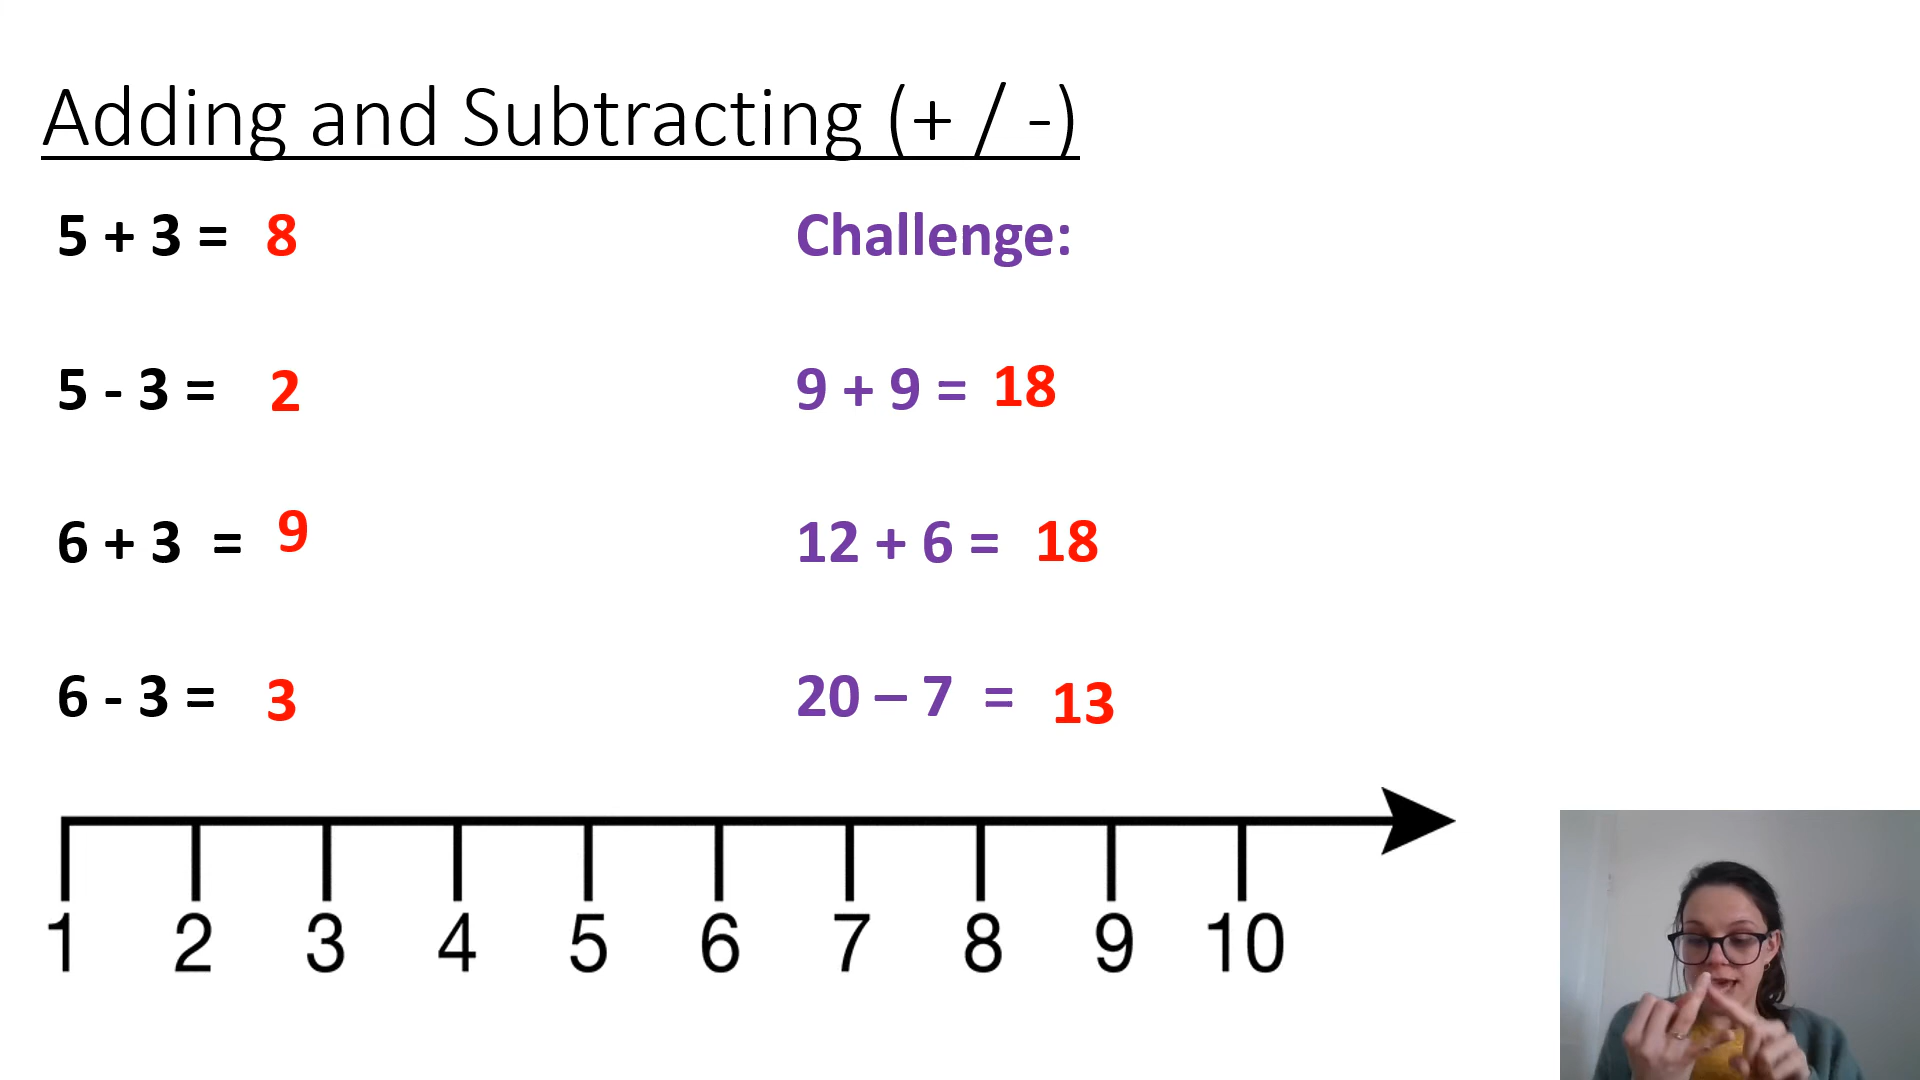 Adding and Subtracting (+ / -)
5 + 3 = 8
5 - 3 = 2
6 + 3 = 9
6 - 3 = 3
Challenge:
9 + 9 = 18
12 + 6 = 18
20 – 7 = 13
1 2 3 4 5 6 7 8 9 10